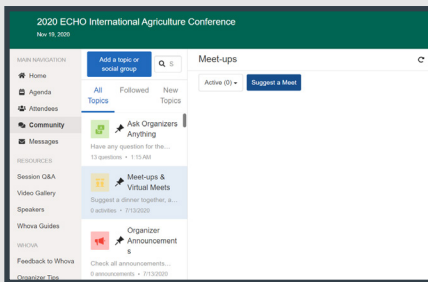 2020 ECHO International Agriculture Conference
Nov 19, 2020
MAIN NAVIGATION
Home
Agenda
Attendees
Community
Messages
RESOURCES
Session Q&A
Video Gallery
Speakers
Whova Guides
WHOVA
Feedback to Whova
Organizer Tips
Add a topic or
social group
S
All
Topics
Followed
New
Topics
Ask Organizers
Anything
Have any question for the...
13 questions • 1:15 AM
Meet-ups &
Virtual Meets
Suggest a dinner together, a...
0 activities • 7/13/2020
Organizer
Announcement
s
Check all announcements...
0 announcements • 7/13/2020
Meet-ups
Active (0)
Suggest a Meet